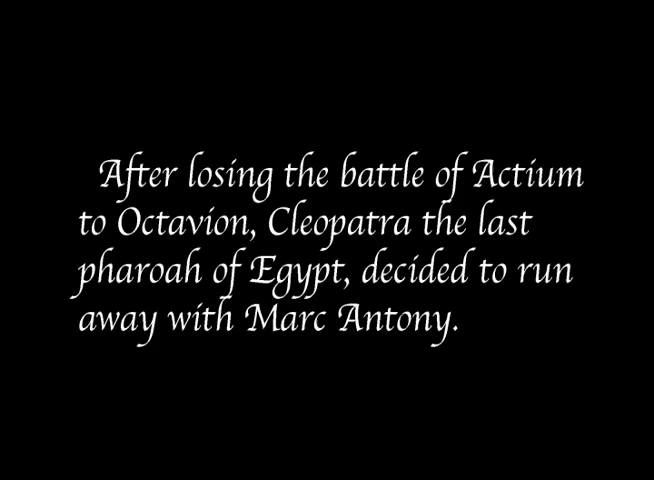 After losing the battle of Actium
to Octavion, Cleopatra the last
pharoah of Egypt, decided to run
away with Marc Antony.